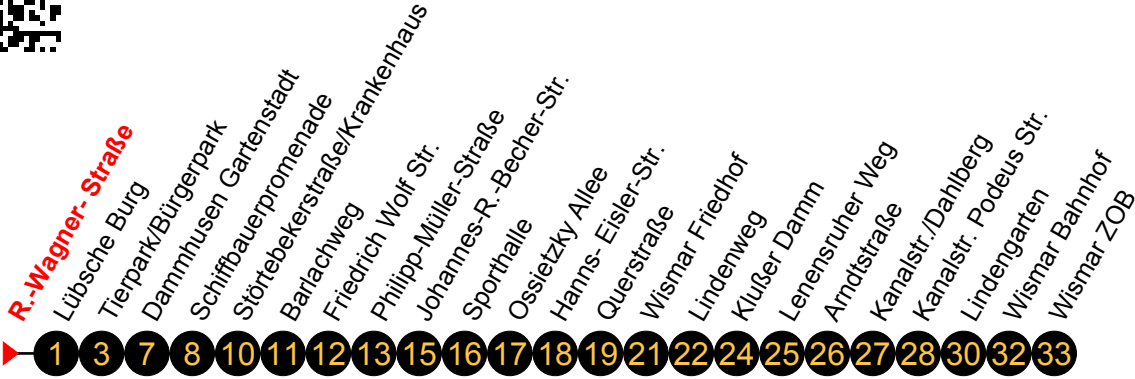 R.-Wagner- Straße
Lübsche Burg
Tierpark/Bürgerpark
Dammhusen Gartenstadt
Schiffbauerpromenade
Störtebekerstraße/Krankenhaus
Barlachweg
Friedrich Wolf Str.
Philipp-Müller-Straße
Johannes-R.-Becher-Str.
Sporthalle
Ossietzky Allee
Hanns- Eisler-Str.
Querstraße
Wismar Friedhof
Lindenweg
Klußer Damm
Lenensruher Weg
Arndtstraße
Kanalstr./Dahlberg
Kanalstr. Podeus Str.
Lindengarten
Wismar Bahnhof
Wismar ZOB
1 3 7 8 10 11 12 13 15 16 17 18 19 21 22 24 25 26 27 28 30 32 33